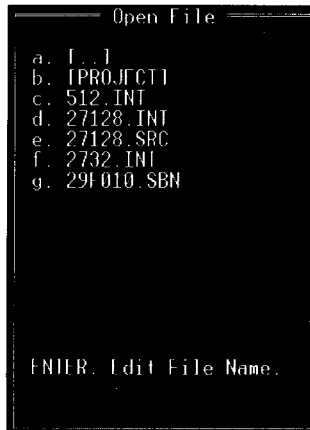 Open File
a. [..]
b. [PROJECT]
c. 512.INT
d. 27128.INT
e. 27128.SRC
f. 2732.INT
g. 29F010.SBN
ENTER. Edit File Name.